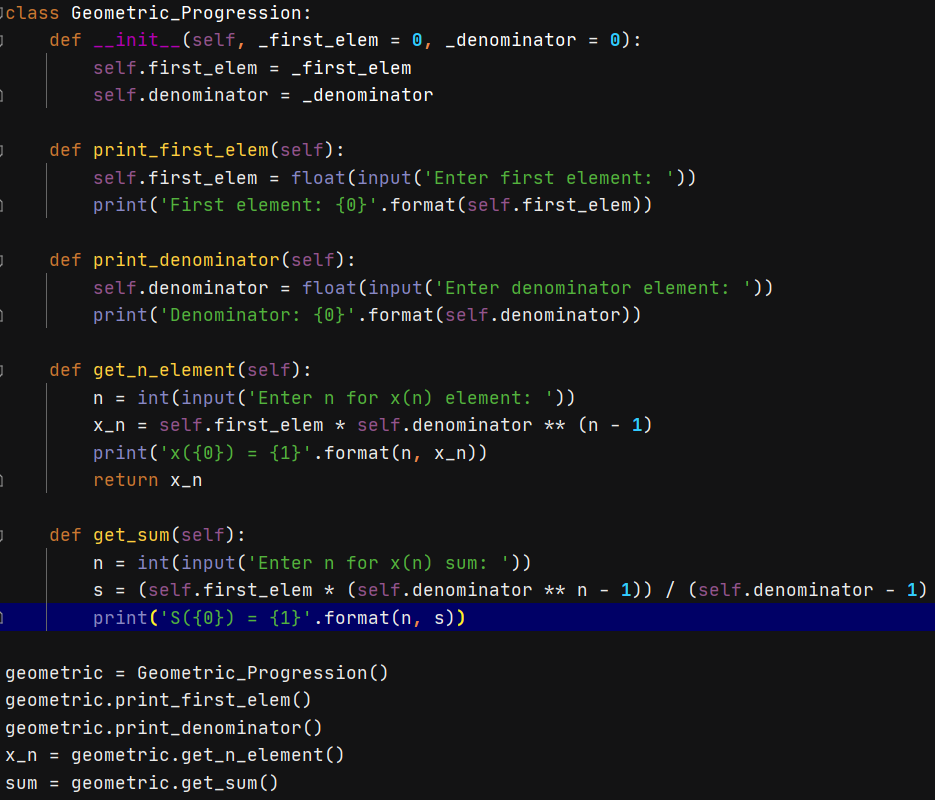 class Geometric_Progression:
    def __init__(self, _first_elem = 0, _denominator = 0):
        self.first_elem = _first_elem
        self.denominator = _denominator

    def print_first_elem(self):
        self.first_elem = float(input('Enter first element: '))
        print('First element: {0}'.format(self.first_elem))

    def print_denominator(self):
        self.denominator = float(input('Enter denominator element: '))
        print('Denominator: {0}'.format(self.denominator))

    def get_n_element(self):
        n = int(input('Enter n for x(n) element: '))
        x_n = self.first_elem * self.denominator ** (n - 1)
        print('x({0}) = {1}'.format(n, x_n))
        return x_n

    def get_sum(self):
        n = int(input('Enter n for x(n) sum: '))
        s = (self.first_elem * (self.denominator ** n - 1)) / (self.denominator - 1)
        print('S({0}) = {1}'.format(n, s))

geometric = Geometric_Progression()
geometric.print_first_elem()
geometric.print_denominator()
x_n = geometric.get_n_element()
sum = geometric.get_sum()